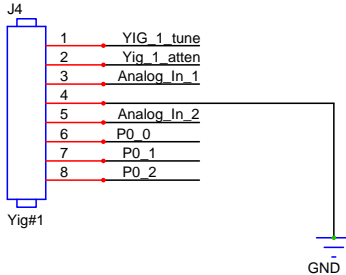 J4
1 YIG_1_tune
2 Yig_1_atten
3 Analog_In_1
4
5 Analog_In_2
6 P0_0
7 P0_1
8 P0_2
Yig#1
GND